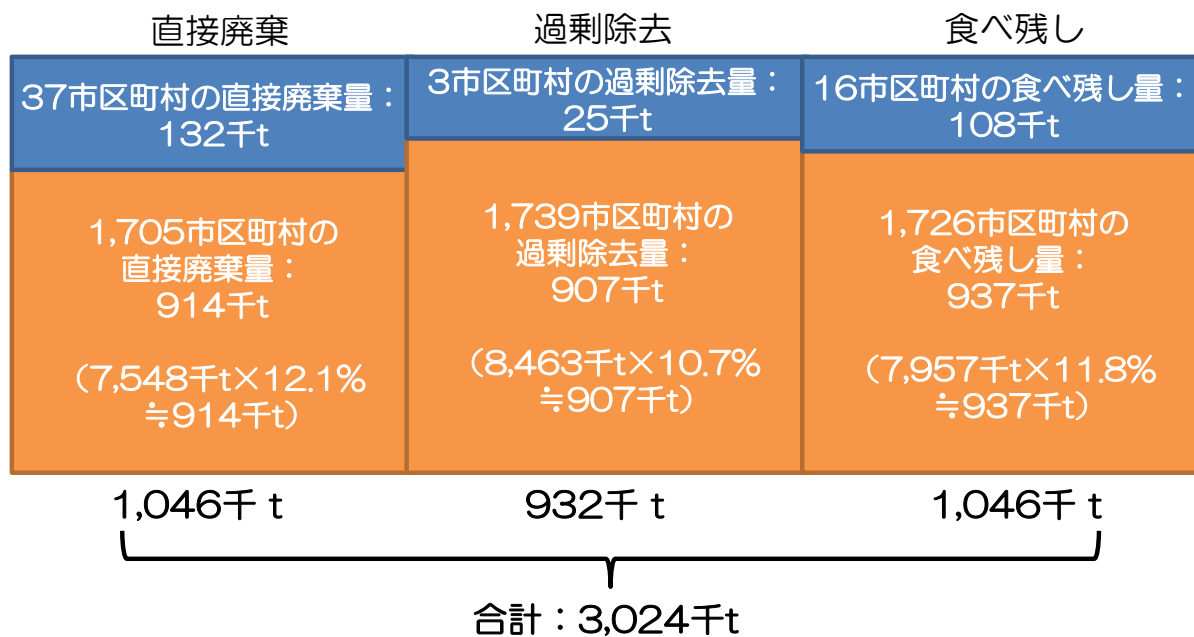 直接廃棄
37市区町村の直接廃棄量：
132千t
1,705市区町村の
直接廃棄量：
914千t
（7,548千t×12.1%
≒914千t）
1,046千 t
過剰除去
3市区町村の過剰除去量：
25千t
1,739市区町村の
過剰除去量：
907千t
（8,463千t×10.7%
≒907千t）
932千 t
食べ残し
16市区町村の食べ残し量：
108千t
1,726市区町村の
食べ残し量：
937千t
（7,957千t×11.8%
≒937千t）
1,046千 t
合計：3,024千t